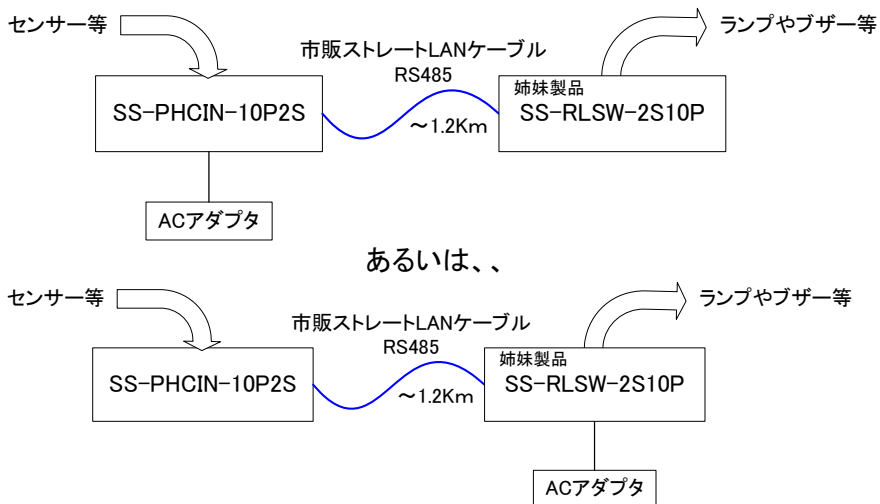 センサー等
市販ストレートLANケーブル
RS485
ランプやブザー等
SS-PHCIN-10P2S
～1.2Km
姉妹製品
SS-RLSW-2S10P
ACアダプタ
あるいは、、
センサー等
市販ストレートLANケーブル
RS485
ランプやブザー等
SS-PHCIN-10P2S
～1.2Km
姉妹製品
SS-RLSW-2S10P
ACアダプタ